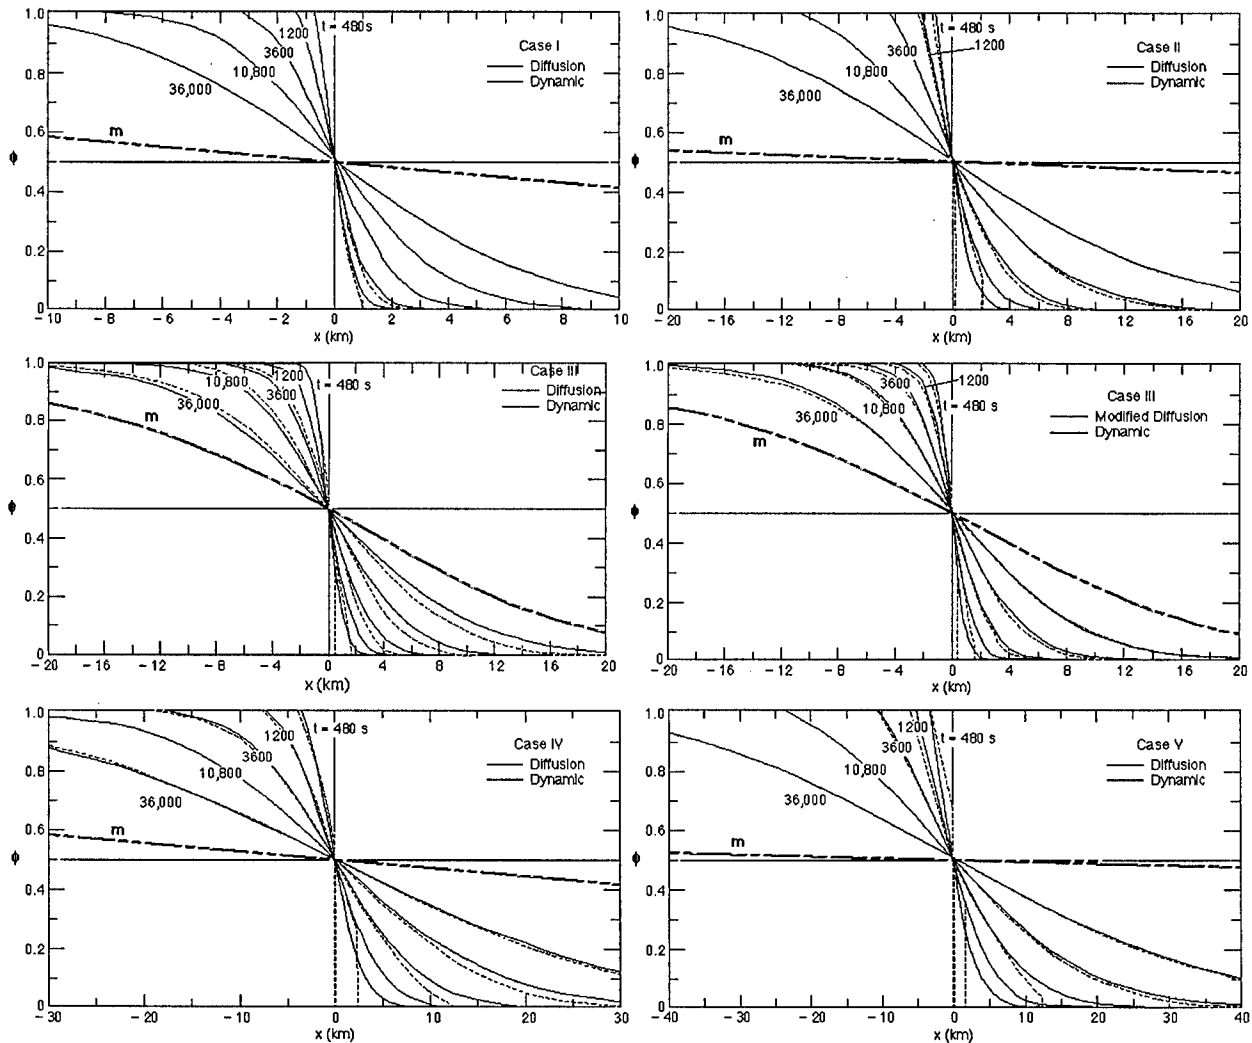 1.0
0.8
0.6
0.4
0.2
0
ϕ
t = 480 s
1200
3600
10,800
36,000
m
Case I
Diffusion
Dynamic
-10 -8 -6 -4 -2 0 2 4 6 8 10
x (km)
1.0
0.8
0.6
0.4
0.2
0
ϕ
t = 480 s
1200
3600
10,800
36,000
m
Case II
Diffusion
Dynamic
-20 -16 -12 -8 -4 0 4 8 12 16 20
x (km)
1.0
0.8
0.6
0.4
0.2
0
ϕ
t = 480 s
1200
3600
10,800
36,000
m
Case III
Diffusion
Dynamic
-20 -16 -12 -8 -4 0 4 8 12 16 20
x (km)
1.0
0.8
0.6
0.4
0.2
0
ϕ
t = 480 s
1200
3600
10,800
36,000
m
Case III
Modified Diffusion
Dynamic
-20 -16 -12 -8 -4 0 4 8 12 16 20
x (km)
1.0
0.8
0.6
0.4
0.2
0
ϕ
t = 480 s
1200
3600
10,800
36,000
m
Case IV
Diffusion
Dynamic
-30 -20 -10 0 10 20 30
x (km)
1.0
0.8
0.6
0.4
0.2
0
ϕ
t = 480 s
1200
3600
10,800
36,000
m
Case V
Diffusion
Dynamic
-40 -30 -20 -10 0 10 20 30 40
x (km)